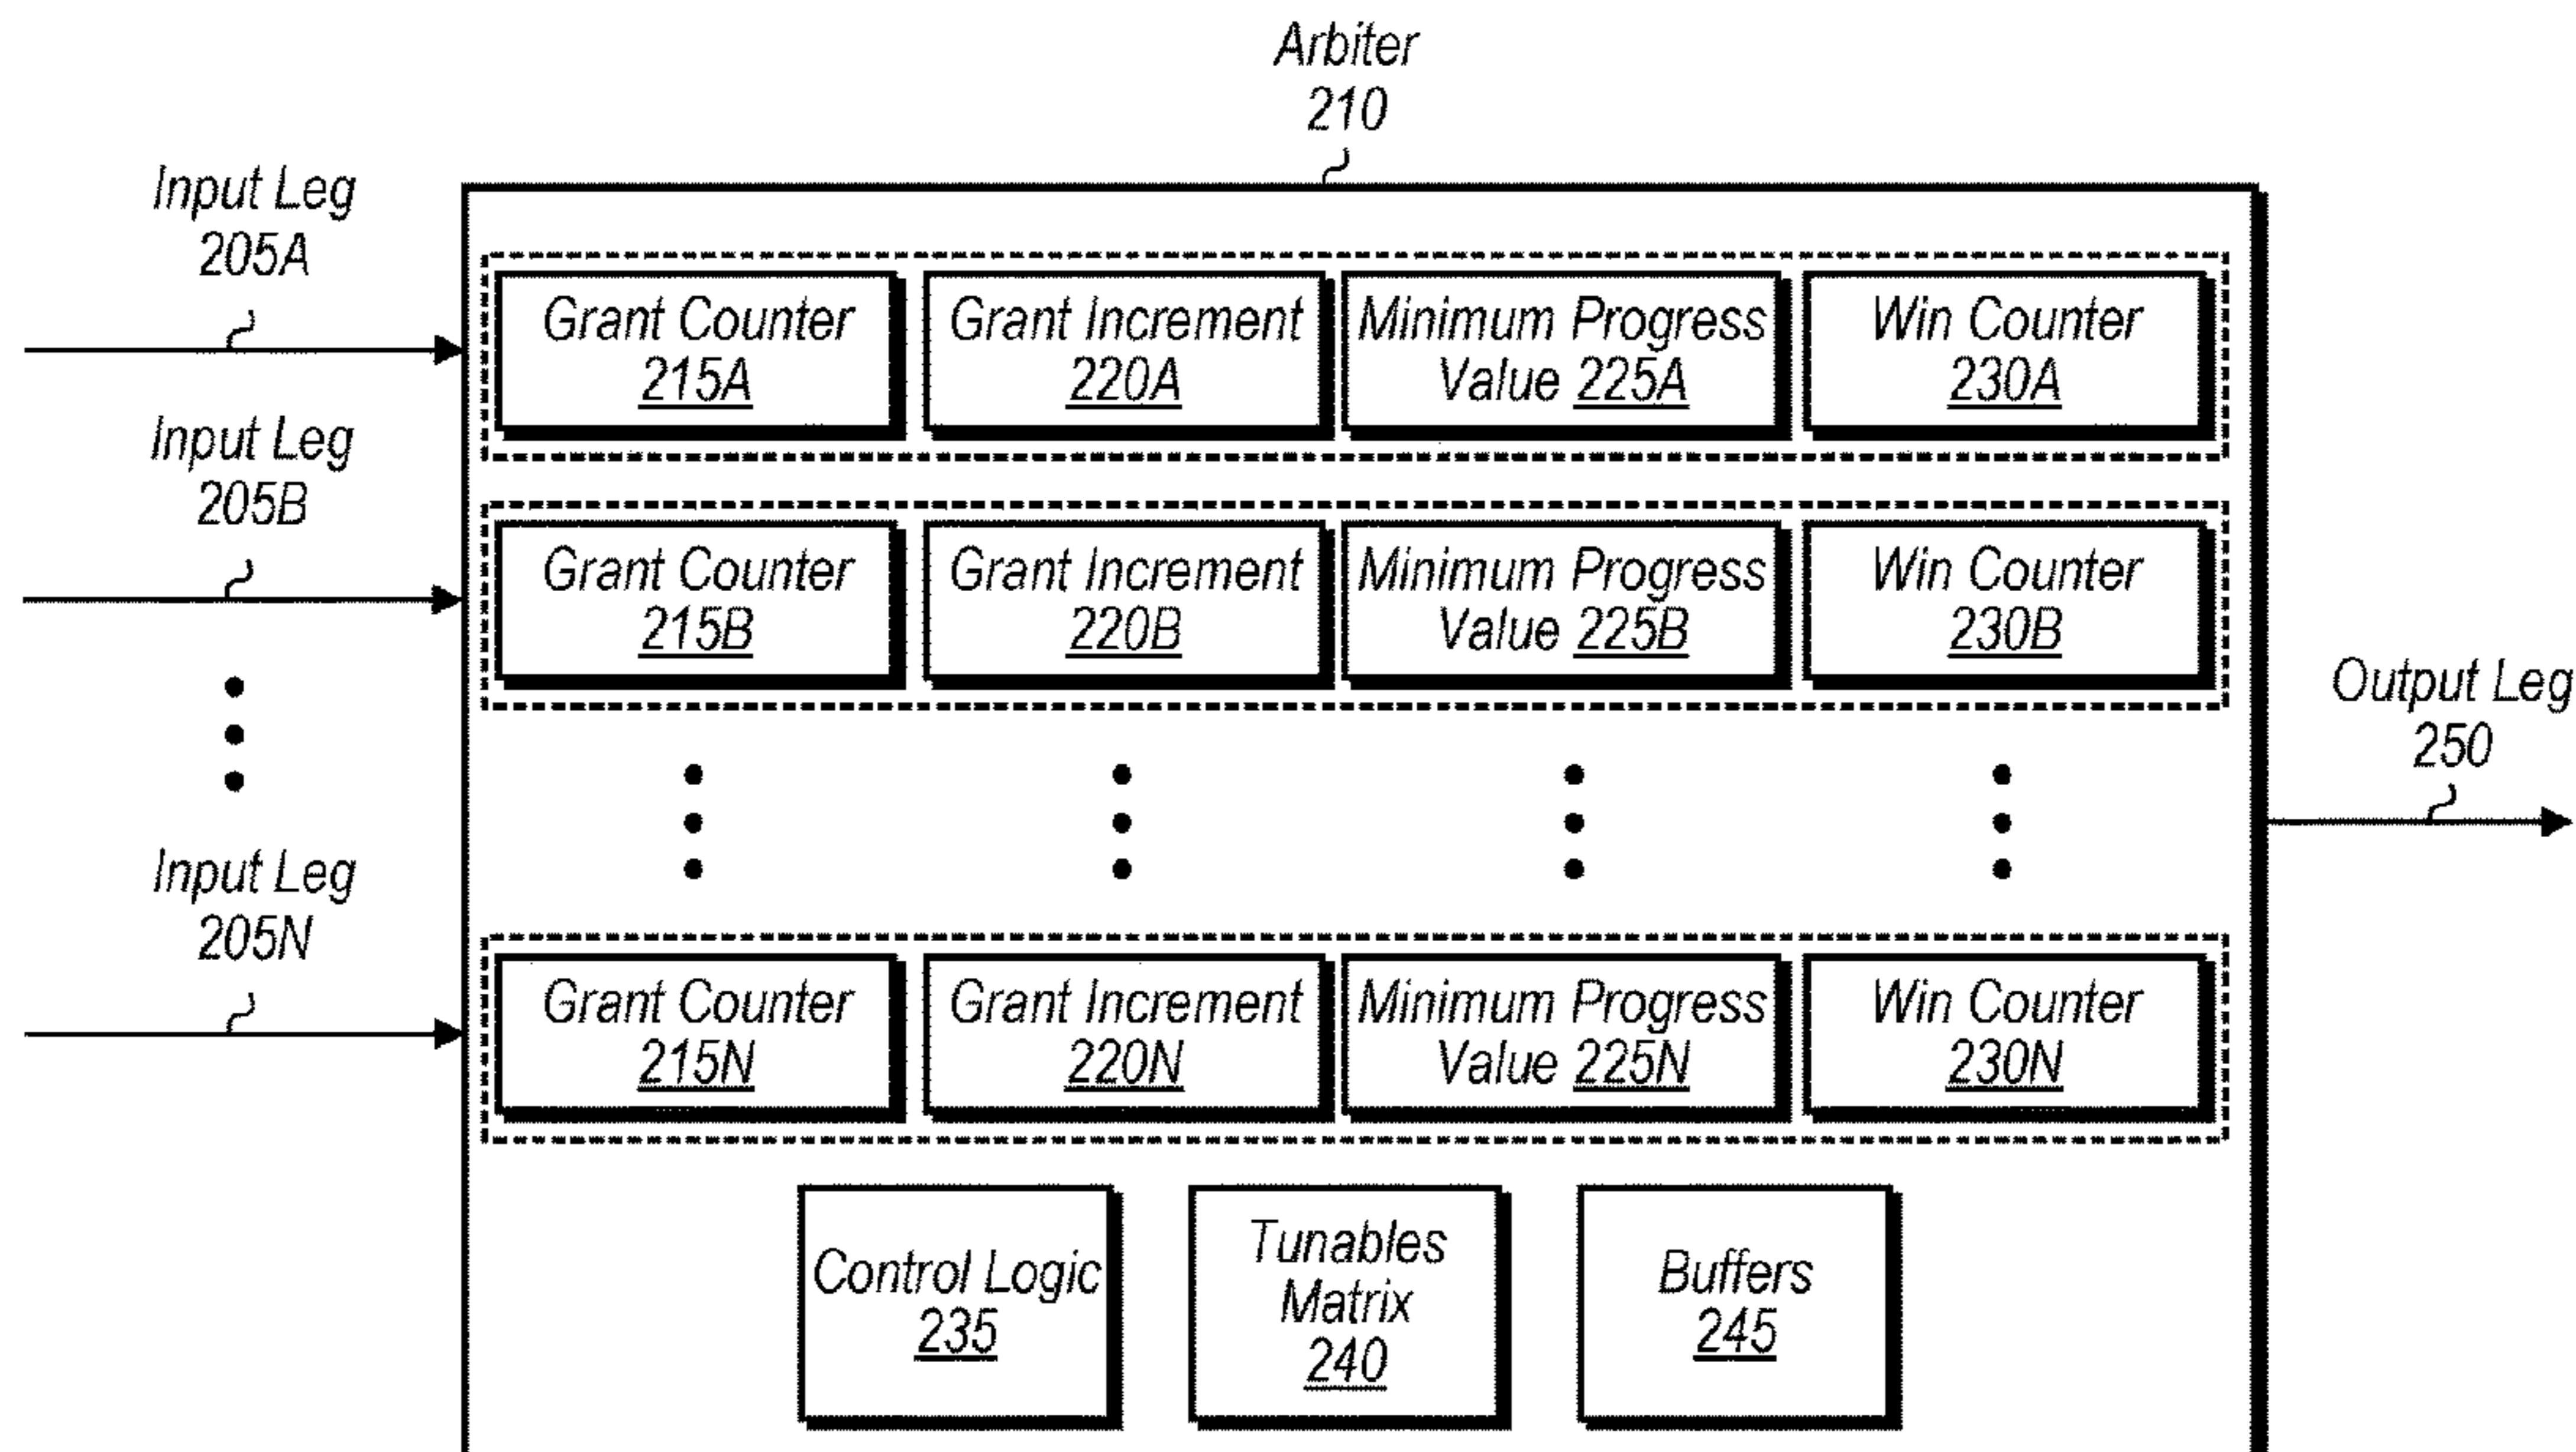 Arbiter
210
Input Leg
205A
Grant Counter
215A
Grant Increment
220A
Minimum Progress
Value 225A
Win Counter
230A
Input Leg
205B
Grant Counter
215B
Grant Increment
220B
Minimum Progress
Value 225B
Win Counter
230B
Output Leg
250
Input Leg
205N
Grant Counter
215N
Grant Increment
220N
Minimum Progress
Value 225N
Win Counter
230N
Control Logic
235
Tunables
Matrix
240
Buffers
245